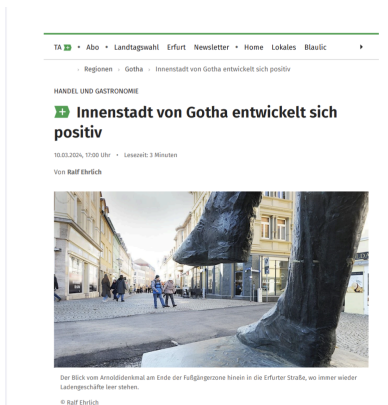 TA + • Abo • Landtagswahl Erfurt Newsletter • Home Lokales Blaulic
Regionen Gotha Innenstadt von Gotha entwickelt sich positiv
HANDEL UND GASTRONOMIE
+ Innenstadt von Gotha entwickelt sich
positiv
10.03.2024, 17:00 Uhr • Lesezeit: 3 Minuten
Von Ralf Ehrlich
Der Blick vom Arnoldidenkmal am Ende der Fußgängerzone hinein in die Erfurter Straße, wo immer wieder
Ladengeschäfte leer stehen.
© Ralf Ehrlich